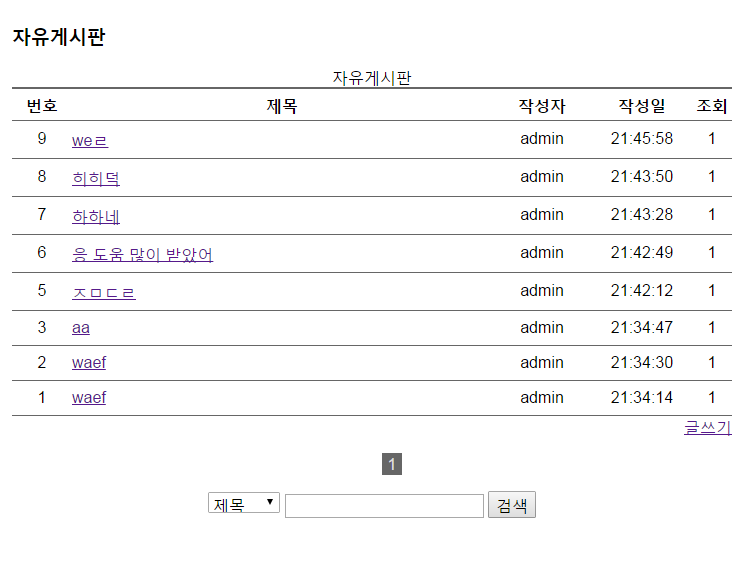 자유게시판
자유게시판
번호 제목 작성자 작성일 조회
9 weㄹ admin 21:45:58 1
8 히히덕 admin 21:43:50 1
7 하하네 admin 21:43:28 1
6 응 도움 많이 받았어 admin 21:42:49 1
5 ㅈㅁㄷㄹ admin 21:42:12 1
3 aa admin 21:34:47 1
2 waef admin 21:34:30 1
1 waef admin 21:34:14 1
글쓰기
1
제목 검색